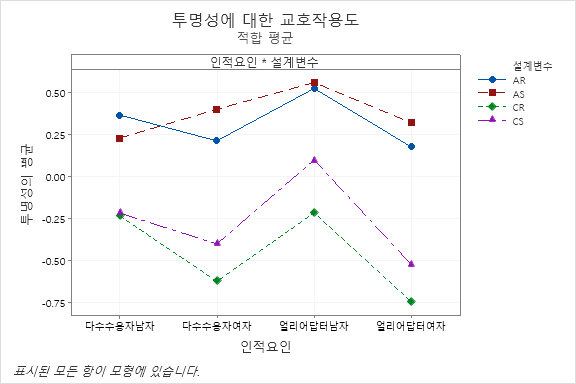 투명성에 대한 교호작용도
적합 평균
인적요인 * 설계변수
설계변수
AR
AS
CR
CS
투명성의 평균
0.50
0.25
0.00
-0.25
-0.50
-0.75
다수수용자남자 다수수용자여자 얼리어답터남자 얼리어답터여자
인적요인
표시된 모든 항이 모형에 있습니다.